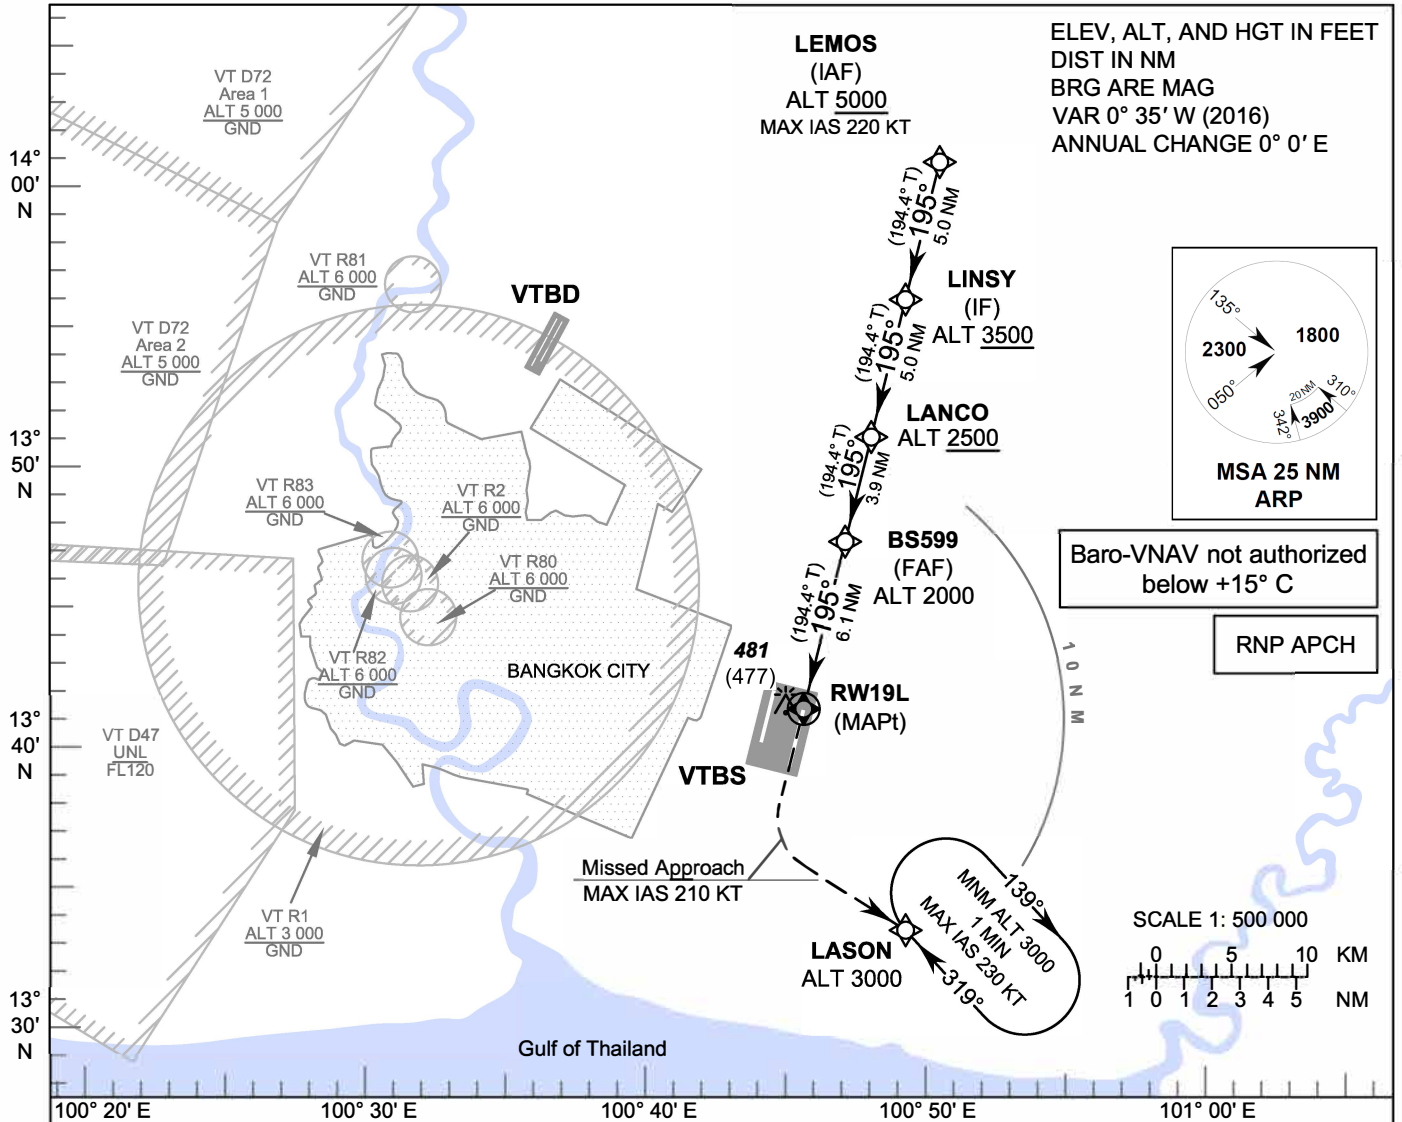 LEMOS
(IAF)
ALT 5000
MAX IAS 220 KT
ELEV, ALT, AND HGT IN FEET
DIST IN NM
BRG ARE MAG
VAR 0° 35′ W (2016)
ANNUAL CHANGE 0° 0′ E
VT D72
Area 1
ALT 5 000
GND
14°
00'
N
(194.4° T)
195°
5.0 NM
VT R81
ALT 6 000
GND
VTBD
LINSY
(IF)
ALT 3500
VT D72
Area 2
ALT 5 000
GND
(194.4° T)
195°
5.0 NM
135°
2300
1800
050°
20 NM
310°
342°
3900
MSA 25 NM
ARP
LANCO
ALT 2500
13°
50'
N
(194.4° T)
195°
3.9 NM
VT R83
ALT 6 000
GND
VT R2
ALT 6 000
GND
BS599
(FAF)
ALT 2000
Baro-VNAV not authorized
below +15° C
VT R80
ALT 6 000
GND
(194.4° T)
195°
6.1 NM
RNP APCH
10NM
VT R82
ALT 6 000
GND
BANGKOK CITY
481
(477)
RW19L
(MAPt)
13°
40'
N
VT D47
UNL
FL120
VTBS
Missed Approach
MAX IAS 210 KT
139°
MNM ALT 3000
1 MIN
MAX IAS 230 KT
319°
VT R1
ALT 3 000
GND
LASON
ALT 3000
SCALE 1: 500 000
0 5 10 KM
1 0 1 2 3 4 5 NM
13°
30'
N
Gulf of Thailand
100° 20' E
100° 30' E
100° 40' E
100° 50' E
101° 00' E